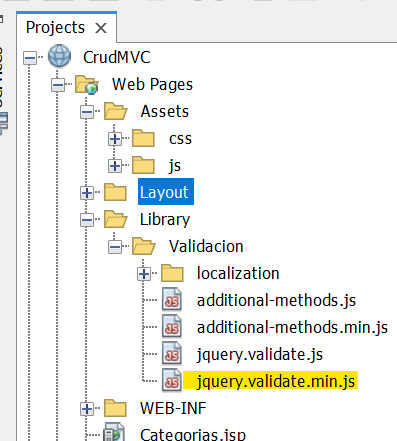 Projects
CrudMVC
Web Pages
Assets
css
js
Layout
Library
Validacion
localization
additional-methods.js
additional-methods.min.js
jquery.validate.js
jquery.validate.min.js
WEB-INF
Categorias.jsp